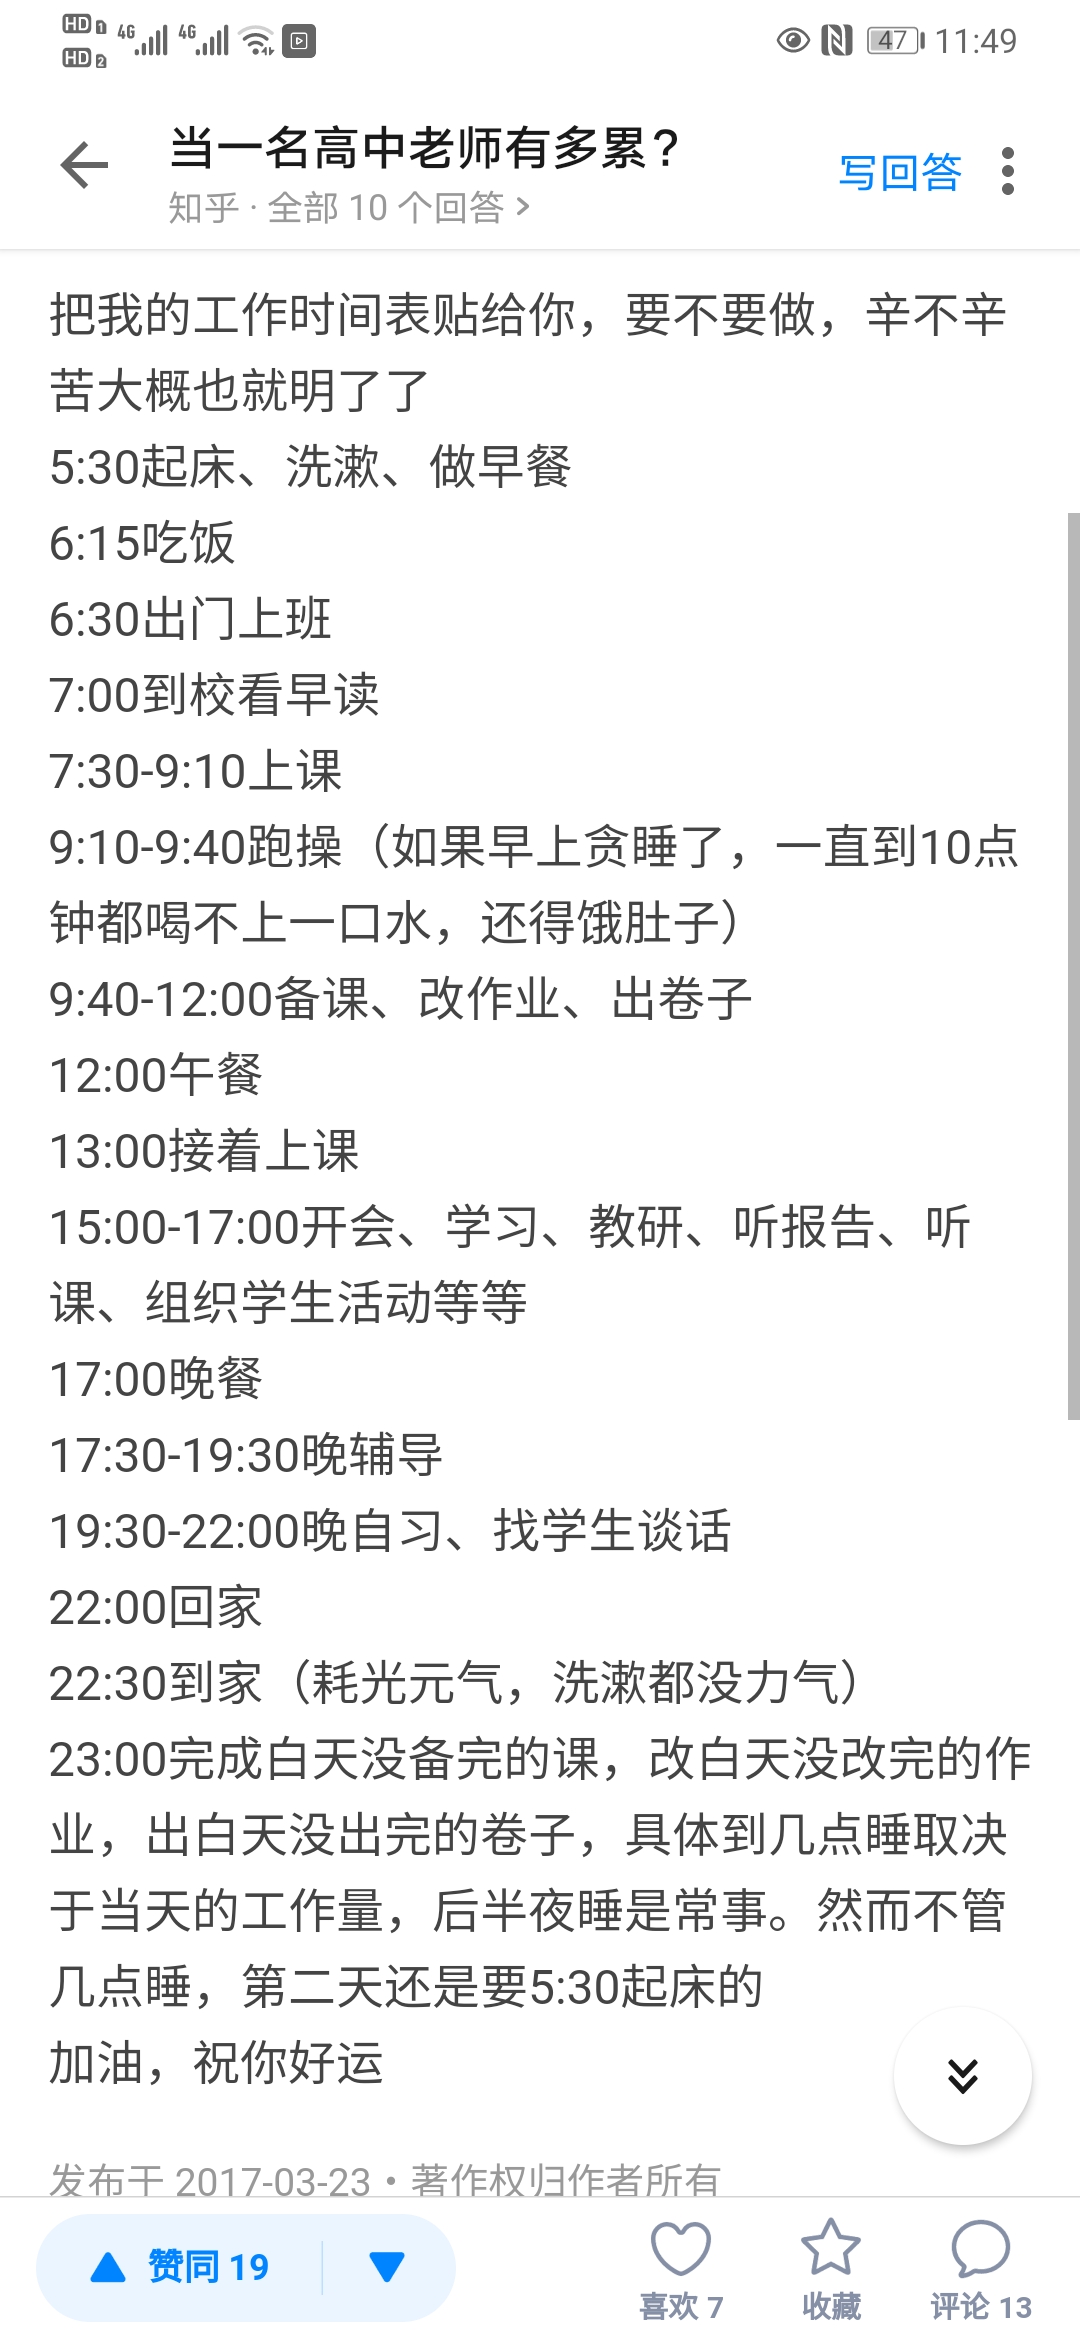 HD 1 4G 4G 47 11:49
HD 2
当一名高中老师有多累?
写回答
知乎 · 全部 10 个回答 >
把我的工作时间表贴给你，要不要做，辛不辛
苦大概也就明了了
5:30起床、洗漱、做早餐
6:15吃饭
6:30出门上班
7:00到校看早读
7:30-9:10上课
9:10-9:40跑操（如果早上贪睡了，一直到10点
钟都喝不上一口水，还得饿肚子）
9:40-12:00备课、改作业、出卷子
12:00午餐
13:00接着上课
15:00-17:00开会、学习、教研、听报告、听
课、组织学生活动等等
17:00晚餐
17:30-19:30晚辅导
19:30-22:00晚自习、找学生谈话
22:00回家
22:30到家（耗光元气，洗漱都没力气）
23:00完成白天没备完的课，改白天没改完的作
业，出白天没出完的卷子，具体到几点睡取决
于当天的工作量，后半夜睡是常事。然而不管
几点睡，第二天还是要5:30起床的
加油，祝你好运
发布于 2017-03-23 • 著作权归作者所有
赞同 19
喜欢 7 收藏 评论 13